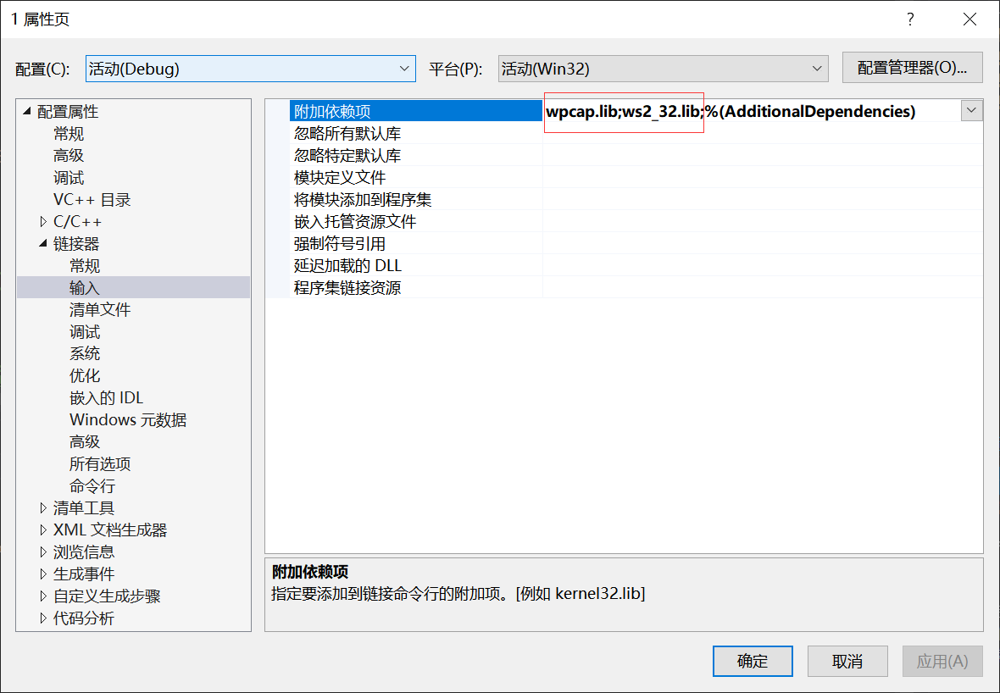 1 属性页
?
配置(C): 活动(Debug) 平台(P): 活动(Win32) 配置管理器(O)...
配置属性
常规
高级
调试
VC++ 目录
C/C++
链接器
常规
输入
清单文件
调试
系统
优化
嵌入的 IDL
Windows 元数据
高级
所有选项
命令行
清单工具
XML 文档生成器
浏览信息
生成事件
自定义生成步骤
代码分析
附加依赖项 wpcap.lib;ws2_32.lib;%(AdditionalDependencies)
忽略所有默认库
忽略特定默认库
模块定义文件
将模块添加到程序集
嵌入托管资源文件
强制符号引用
延迟加载的 DLL
程序集链接资源
附加依赖项
指定要添加到链接命令行的附加项。[例如 kernel32.lib]
确定 取消 应用(A)